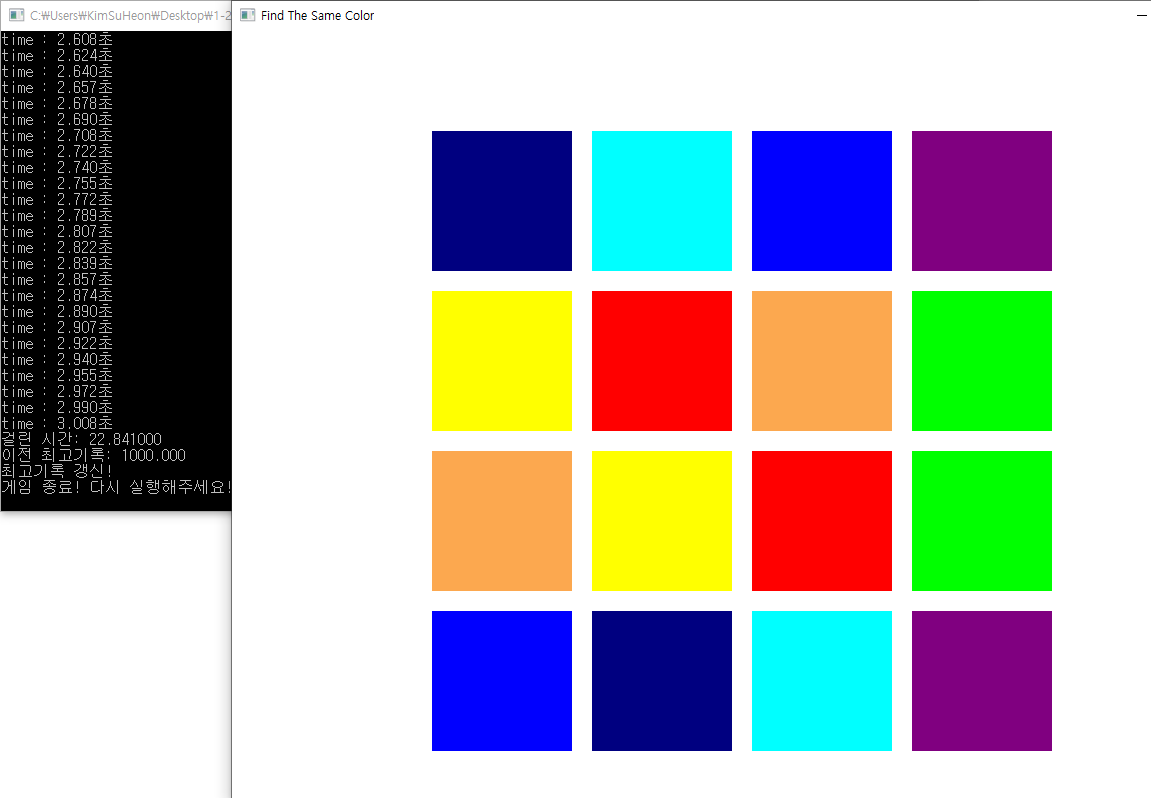 C:\Users\KimSuHeon\Desktop\1-2
Find The Same Color
time : 2.608초
time : 2.624초
time : 2.640초
time : 2.657초
time : 2.678초
time : 2.690초
time : 2.708초
time : 2.722초
time : 2.740초
time : 2.755초
time : 2.772초
time : 2.789초
time : 2.807초
time : 2.822초
time : 2.839초
time : 2.857초
time : 2.874초
time : 2.890초
time : 2.907초
time : 2.922초
time : 2.940초
time : 2.955초
time : 2.972초
time : 2.990초
time : 3.008초
걸린 시간: 22.841000
이전 최고기록: 1000.000
최고기록 갱신!
게임 종료! 다시 실행해주세요!